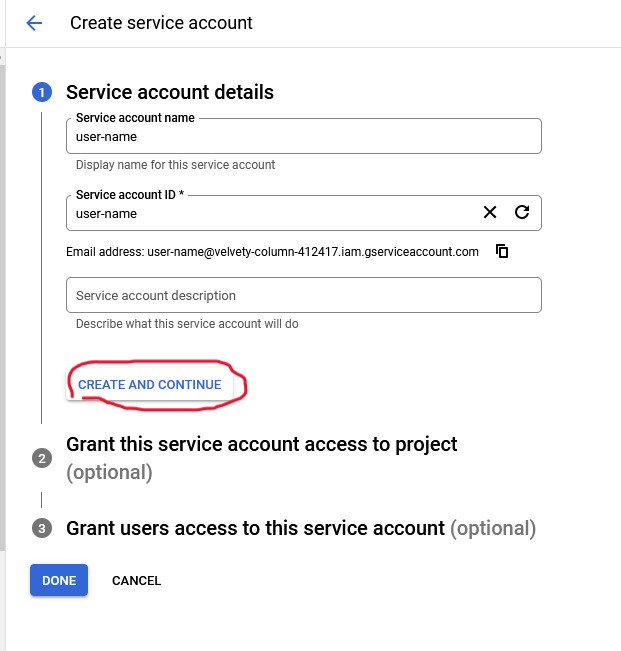 Create service account
1 Service account details
Service account name
user-name
Display name for this service account
Service account ID *
user-name
Email address: user-name@velvety-column-412417.iam.gserviceaccount.com
Service account description
Describe what this service account will do
CREATE AND CONTINUE
2 Grant this service account access to project
(optional)
3 Grant users access to this service account (optional)
DONE CANCEL